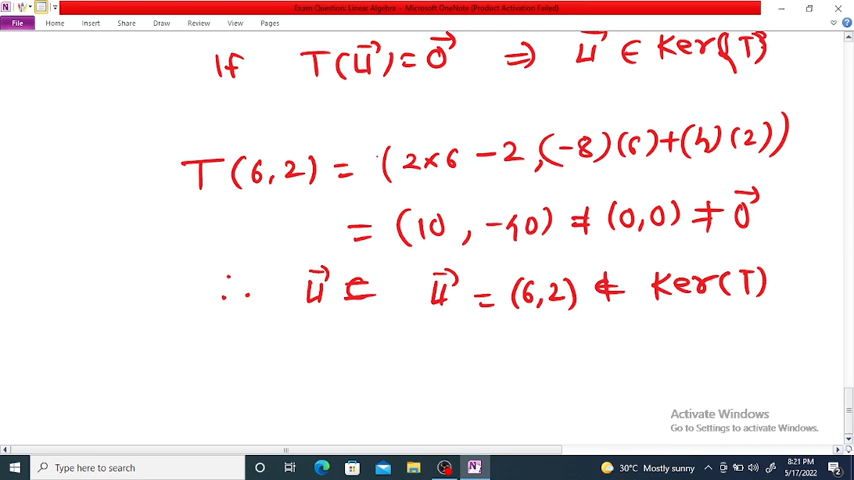 Exam Question: Linear Algebra - Microsoft OneNote (Product Activation Failed)
File Home Insert Share Draw Review View Pages
If T(u⃗) = 0⃗ ⇒ u⃗ ∈ Ker(T)
T(6,2) = (2×6 - 2, (-8)(6)+(4)(2))
= (10, -40) ≠ (0,0) ≠ 0⃗
∴ u⃗ ∈ u⃗ = (6,2) ∉ Ker(T)
Activate Windows
Go to Settings to activate Windows.
Type here to search
30°C Mostly sunny
8:21 PM
5/17/2022